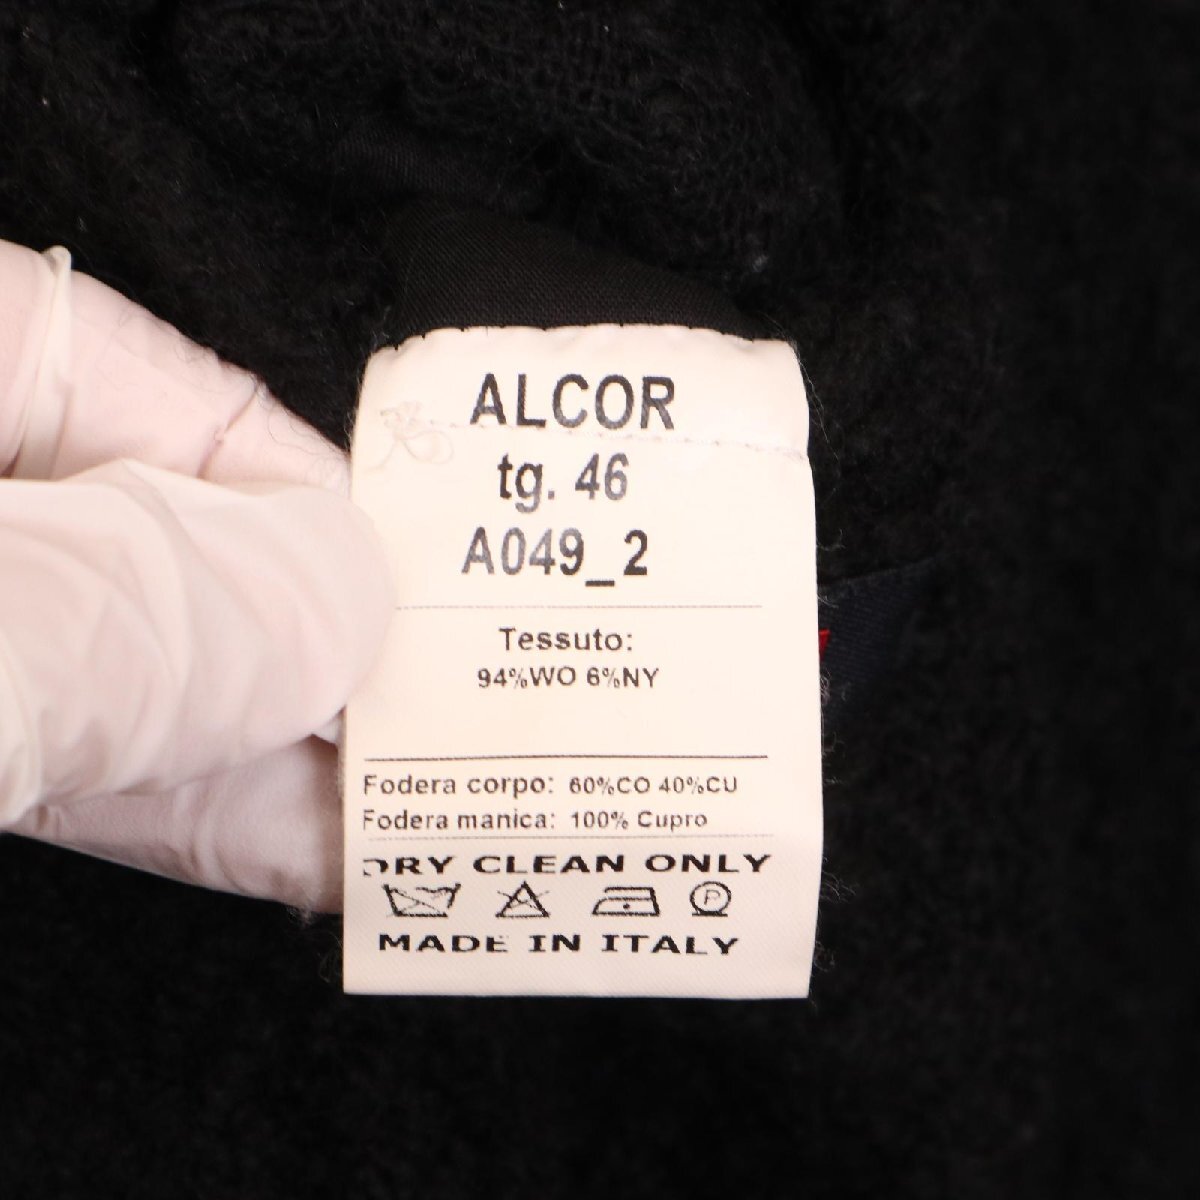 ALCOR
tg. 46
A049_2
Tessuto:
94%WO 6%NY
Fodera corpo: 60%CO 40%CU
Fodera manica: 100% Cupro
DRY CLEAN ONLY
P
MADE IN ITALY